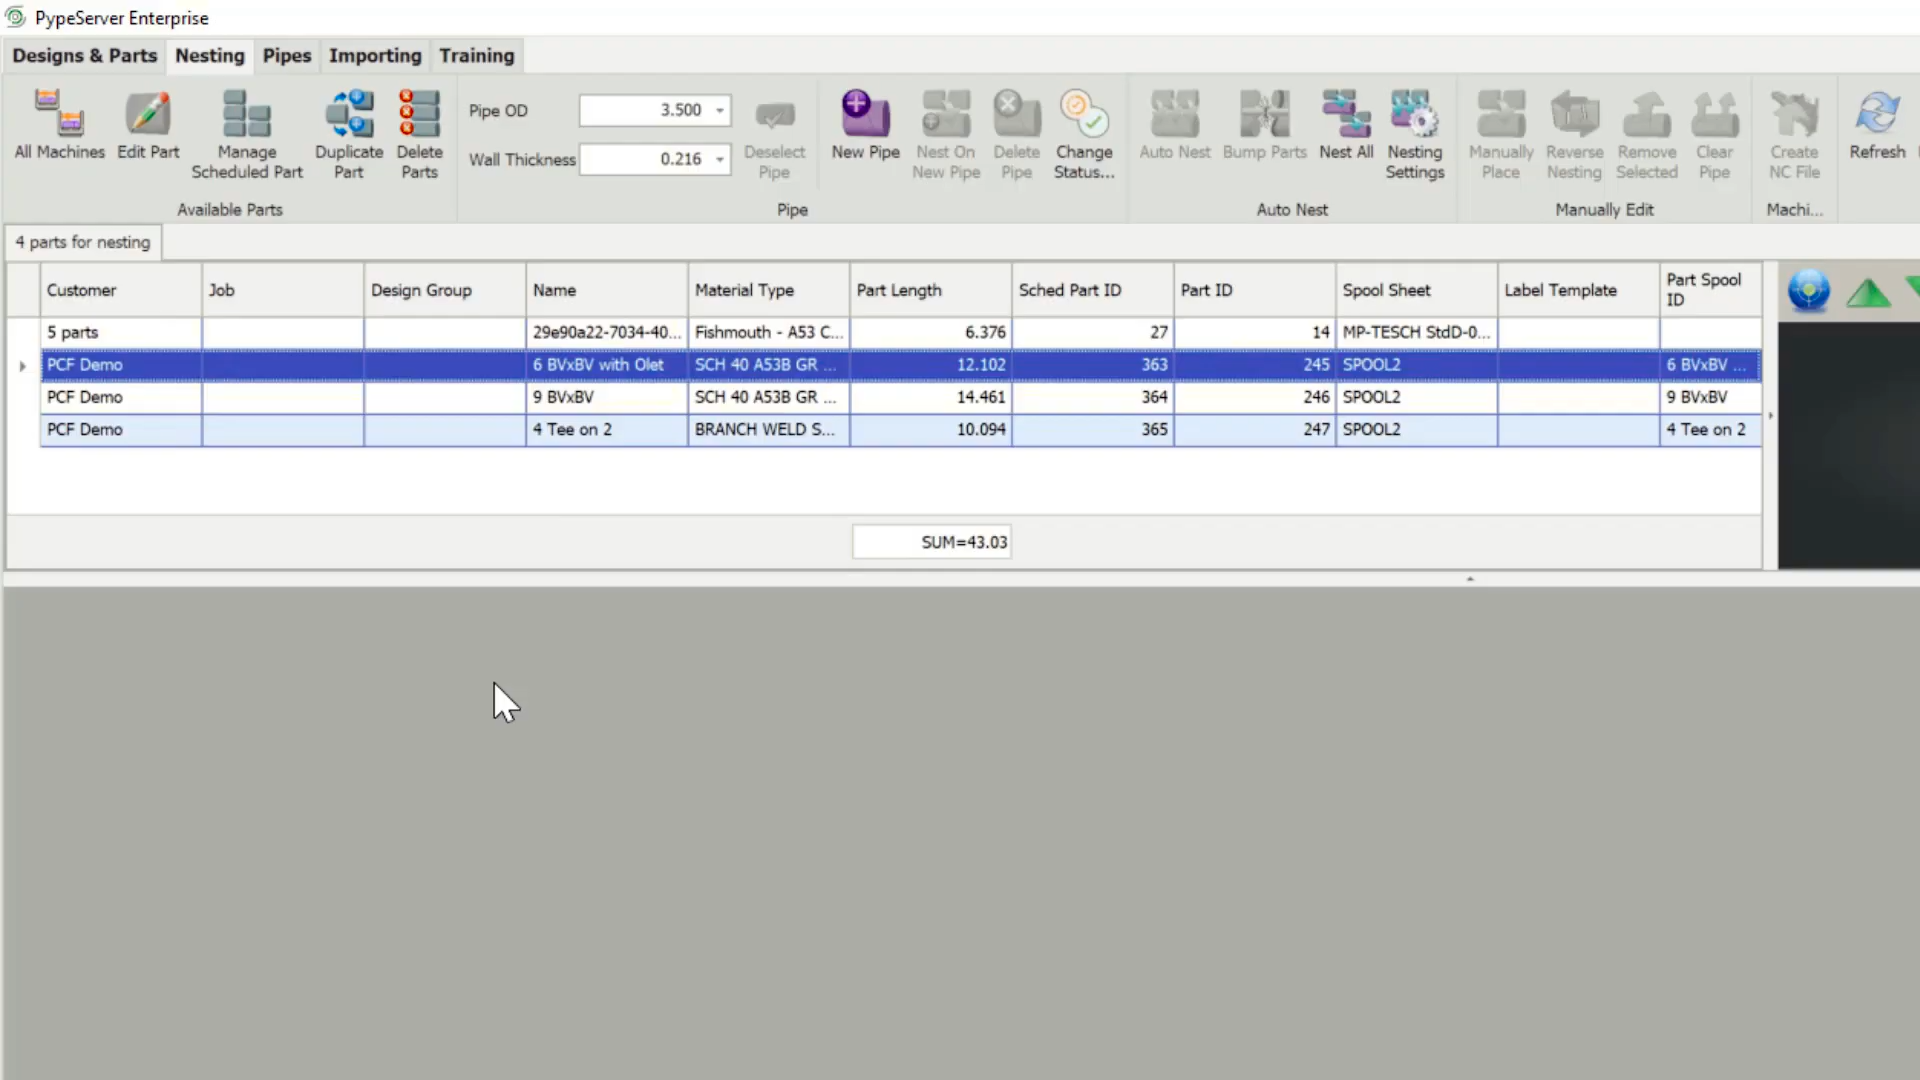 PypeServer Enterprise
Designs & Parts Nesting Pipes Importing Training
All Machines Edit Part Manage Scheduled Part Duplicate Part Delete Parts
Available Parts
Pipe OD 3.500
Wall Thickness 0.216
Deselect Pipe New Pipe Nest On New Pipe Delete Pipe Change Status...
Pipe
Auto Nest Bump Parts Nest All Nesting Settings
Auto Nest
Manually Place Reverse Nesting Remove Selected Clear Pipe
Manually Edit
Create NC File
Machi...
Refresh
4 parts for nesting
Customer Job Design Group Name Material Type Part Length Sched Part ID Part ID Spool Sheet Label Template Part Spool ID
5 parts 29e90a22-7034-40... Fishmouth - A53 C... 6.376 27 14 MP-TESCH StdD-0...
PCF Demo 6 BVxBV with Olet SCH 40 A53B GR ... 12.102 363 245 SPOOL2 6 BVxBV ...
PCF Demo 9 BVxBV SCH 40 A53B GR ... 14.461 364 246 SPOOL2 9 BVxBV
PCF Demo 4 Tee on 2 BRANCH WELD S... 10.094 365 247 SPOOL2 4 Tee on 2
SUM=43.03